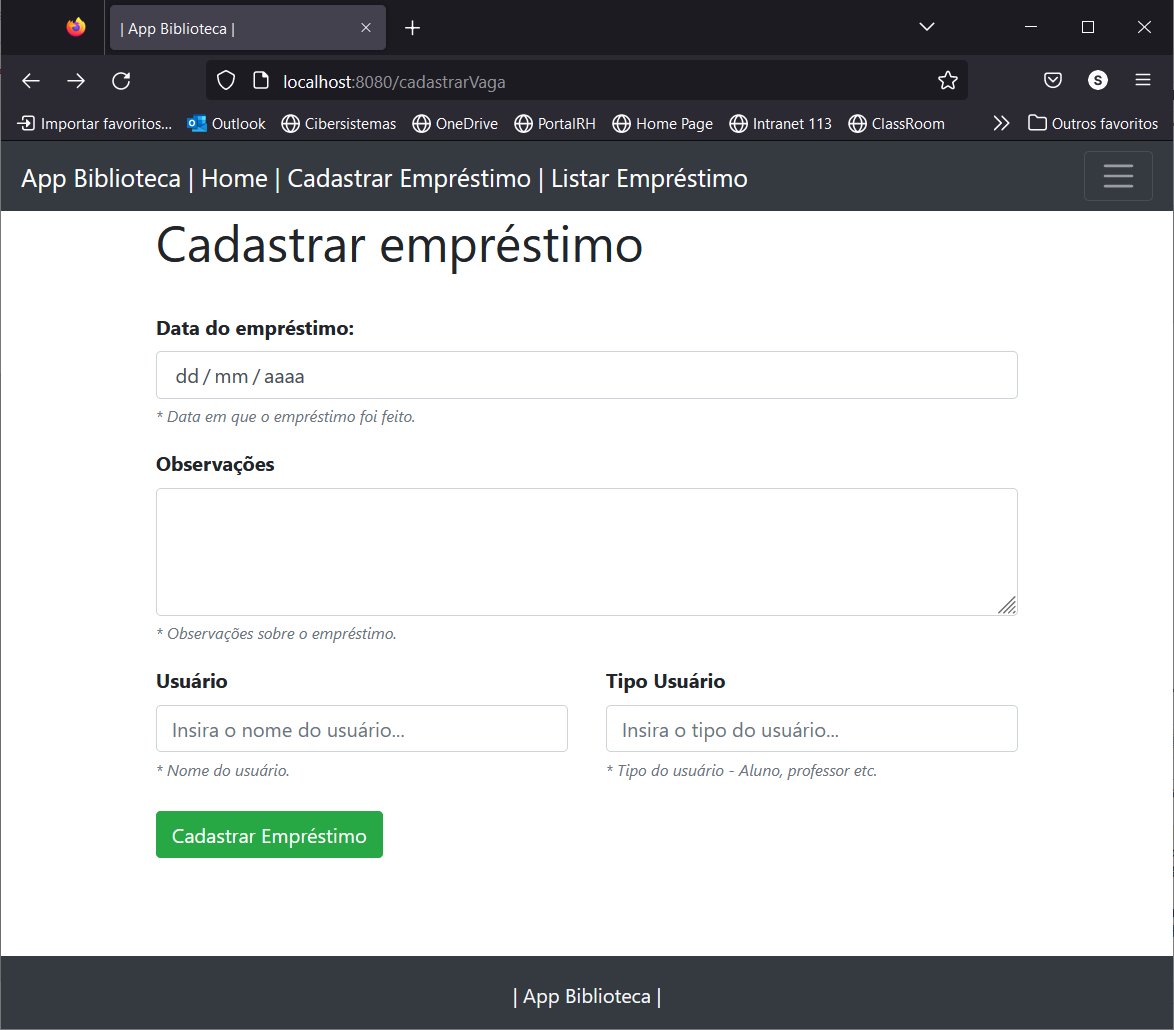 | App Biblioteca |
localhost:8080/cadastrarVaga
S
Importar favoritos... Outlook Cibersistemas OneDrive PortalRH Home Page Intranet 113 ClassRoom Outros favoritos
App Biblioteca | Home | Cadastrar Empréstimo | Listar Empréstimo
Cadastrar empréstimo
Data do empréstimo:
dd / mm / aaaa
* Data em que o empréstimo foi feito.
Observações
* Observações sobre o empréstimo.
Usuário Tipo Usuário
Insira o nome do usuário... Insira o tipo do usuário...
* Nome do usuário. * Tipo do usuário - Aluno, professor etc.
Cadastrar Empréstimo
| App Biblioteca |